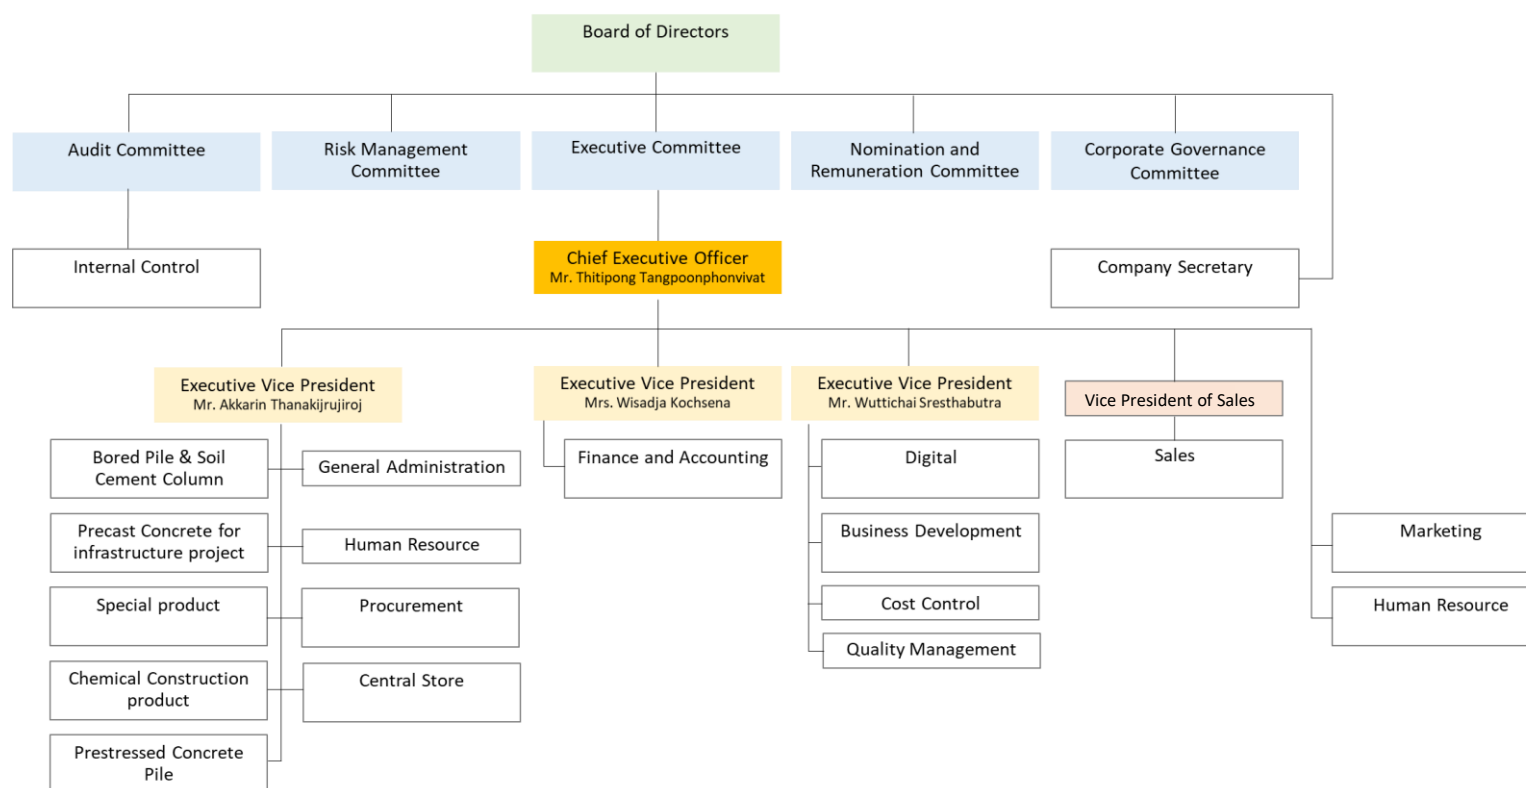 Board of Directors
Audit Committee
Risk Management
Committee
Executive Committee
Nomination and
Remuneration Committee
Corporate Governance
Committee
Internal Control
Chief Executive Officer
Mr. Thitipong Tangpoonphonvivat
Company Secretary
Executive Vice President
Mr. Akkarin Thanakijrujiroj
Executive Vice President
Mrs. Wisadja Kochsena
Executive Vice President
Mr. Wuttichai Sresthabutra
Vice President of Sales
Bored Pile & Soil
Cement Column
General Administration
Finance and Accounting
Digital
Sales
Precast Concrete for
infrastructure project
Human Resource
Business Development
Marketing
Special product
Procurement
Cost Control
Human Resource
Quality Management
Chemical Construction
product
Central Store
Prestressed Concrete
Pile